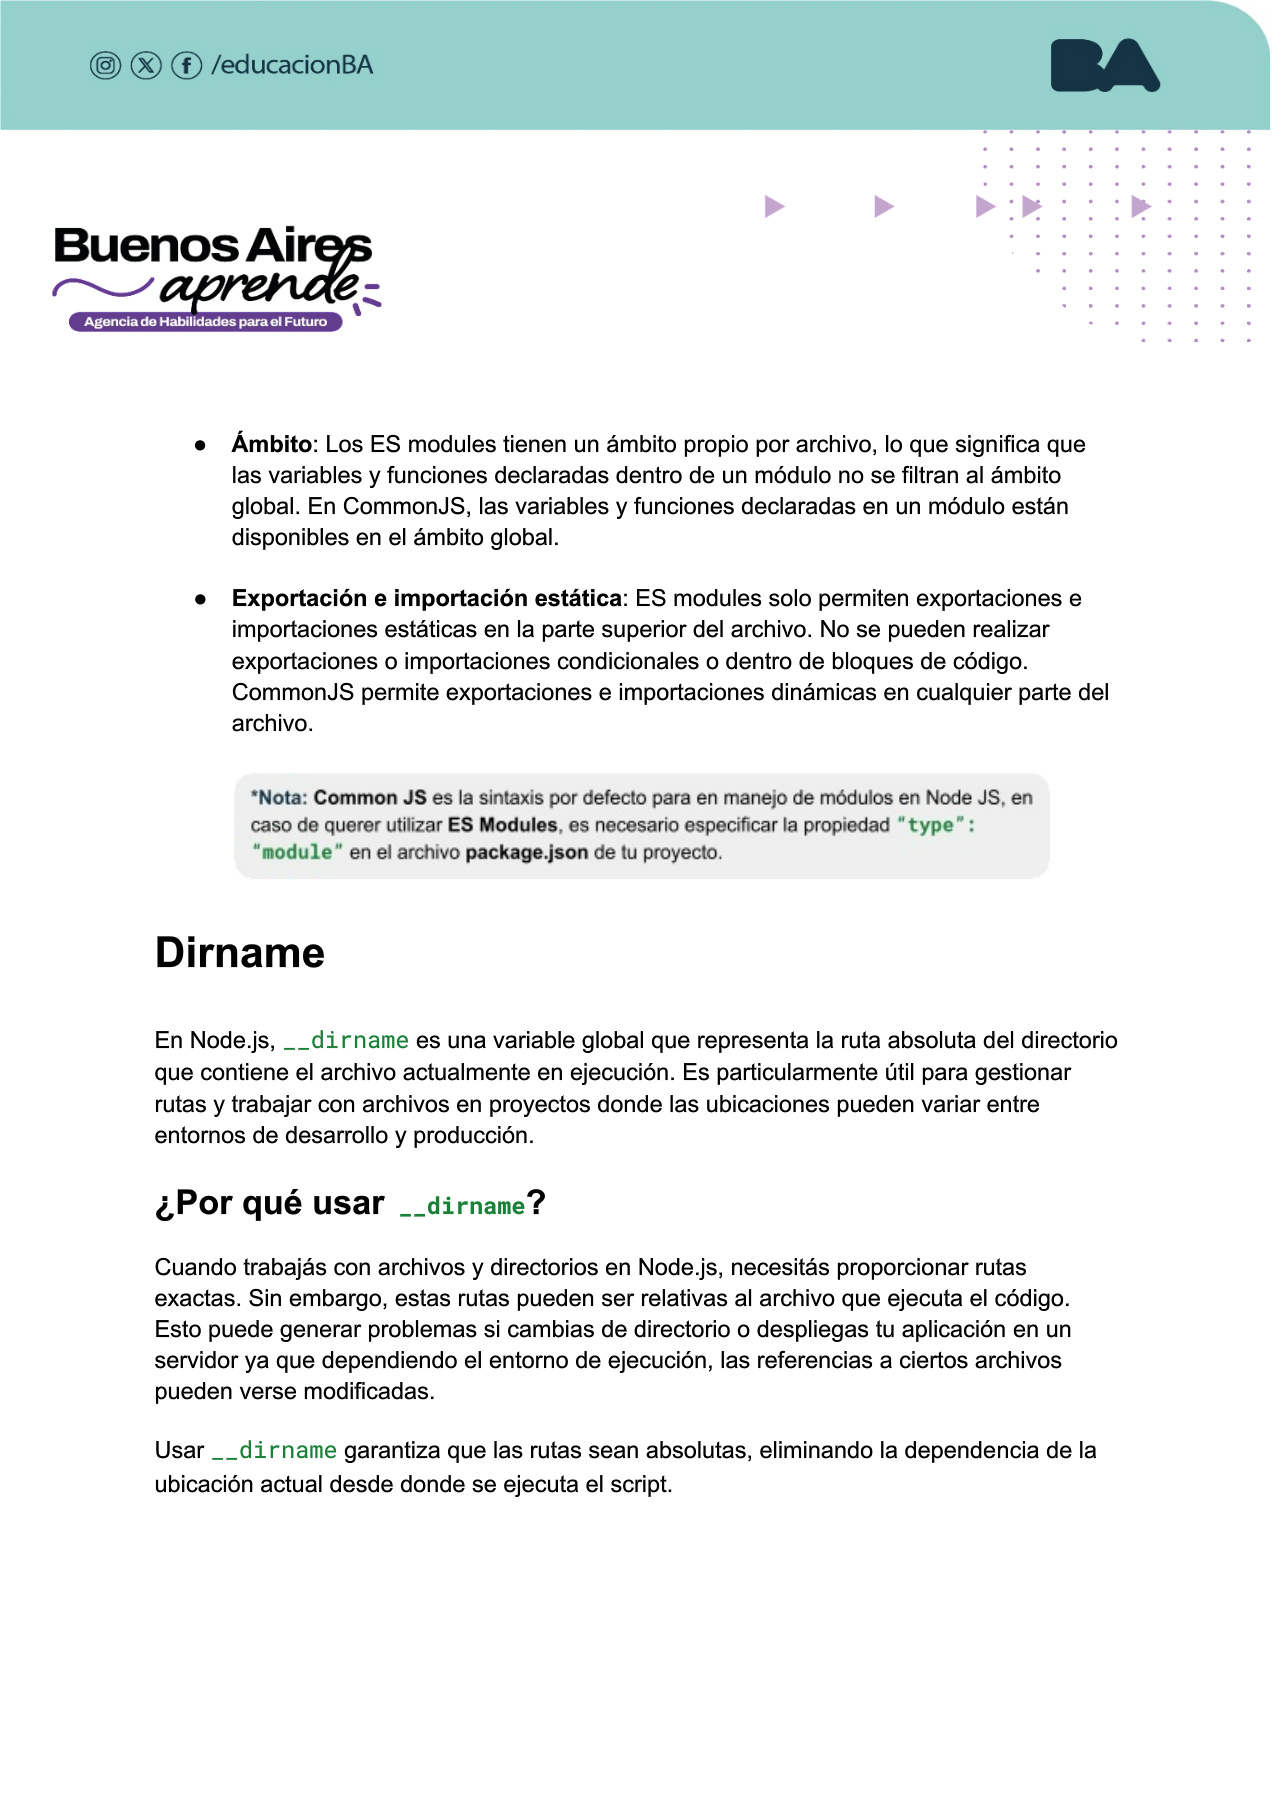 /educacionBA
BA
Buenos Aires
aprende
Agencia de Habilidades para el Futuro
● Ámbito: Los ES modules tienen un ámbito propio por archivo, lo que significa que
las variables y funciones declaradas dentro de un módulo no se filtran al ámbito
global. En CommonJS, las variables y funciones declaradas en un módulo están
disponibles en el ámbito global.
● Exportación e importación estática: ES modules solo permiten exportaciones e
importaciones estáticas en la parte superior del archivo. No se pueden realizar
exportaciones o importaciones condicionales o dentro de bloques de código.
CommonJS permite exportaciones e importaciones dinámicas en cualquier parte del
archivo.
*Nota: Common JS es la sintaxis por defecto para en manejo de módulos en Node JS, en
caso de querer utilizar ES Modules, es necesario especificar la propiedad “type”:
“module” en el archivo package.json de tu proyecto.
Dirname
En Node.js, __dirname es una variable global que representa la ruta absoluta del directorio
que contiene el archivo actualmente en ejecución. Es particularmente útil para gestionar
rutas y trabajar con archivos en proyectos donde las ubicaciones pueden variar entre
entornos de desarrollo y producción.
¿Por qué usar __dirname?
Cuando trabajás con archivos y directorios en Node.js, necesitás proporcionar rutas
exactas. Sin embargo, estas rutas pueden ser relativas al archivo que ejecuta el código.
Esto puede generar problemas si cambias de directorio o despliegas tu aplicación en un
servidor ya que dependiendo el entorno de ejecución, las referencias a ciertos archivos
pueden verse modificadas.
Usar __dirname garantiza que las rutas sean absolutas, eliminando la dependencia de la
ubicación actual desde donde se ejecuta el script.